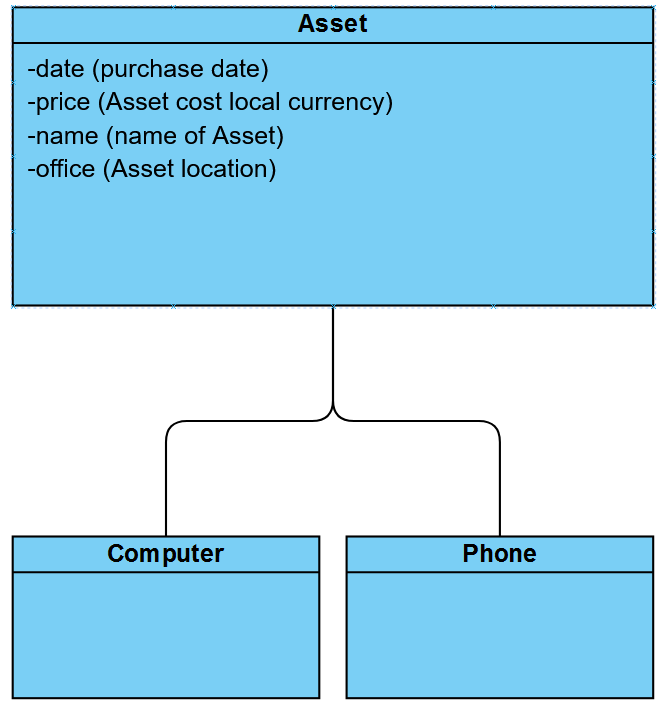 Asset
-date (purchase date)
-price (Asset cost local currency)
-name (name of Asset)
-office (Asset location)
Computer
Phone